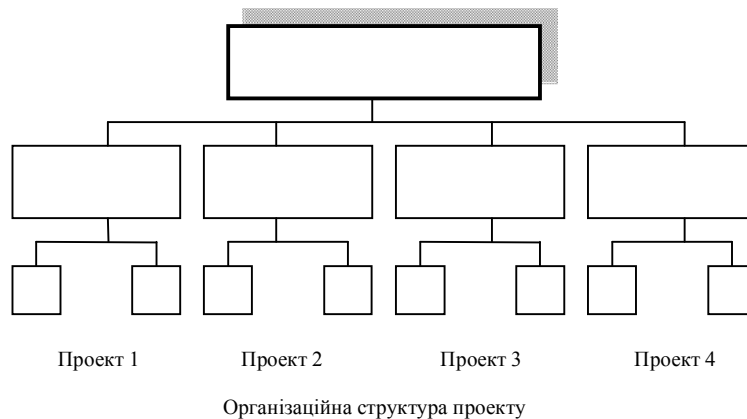 Проект 1 Проект 2 Проект 3 Проект 4
Організаційна структура проекту